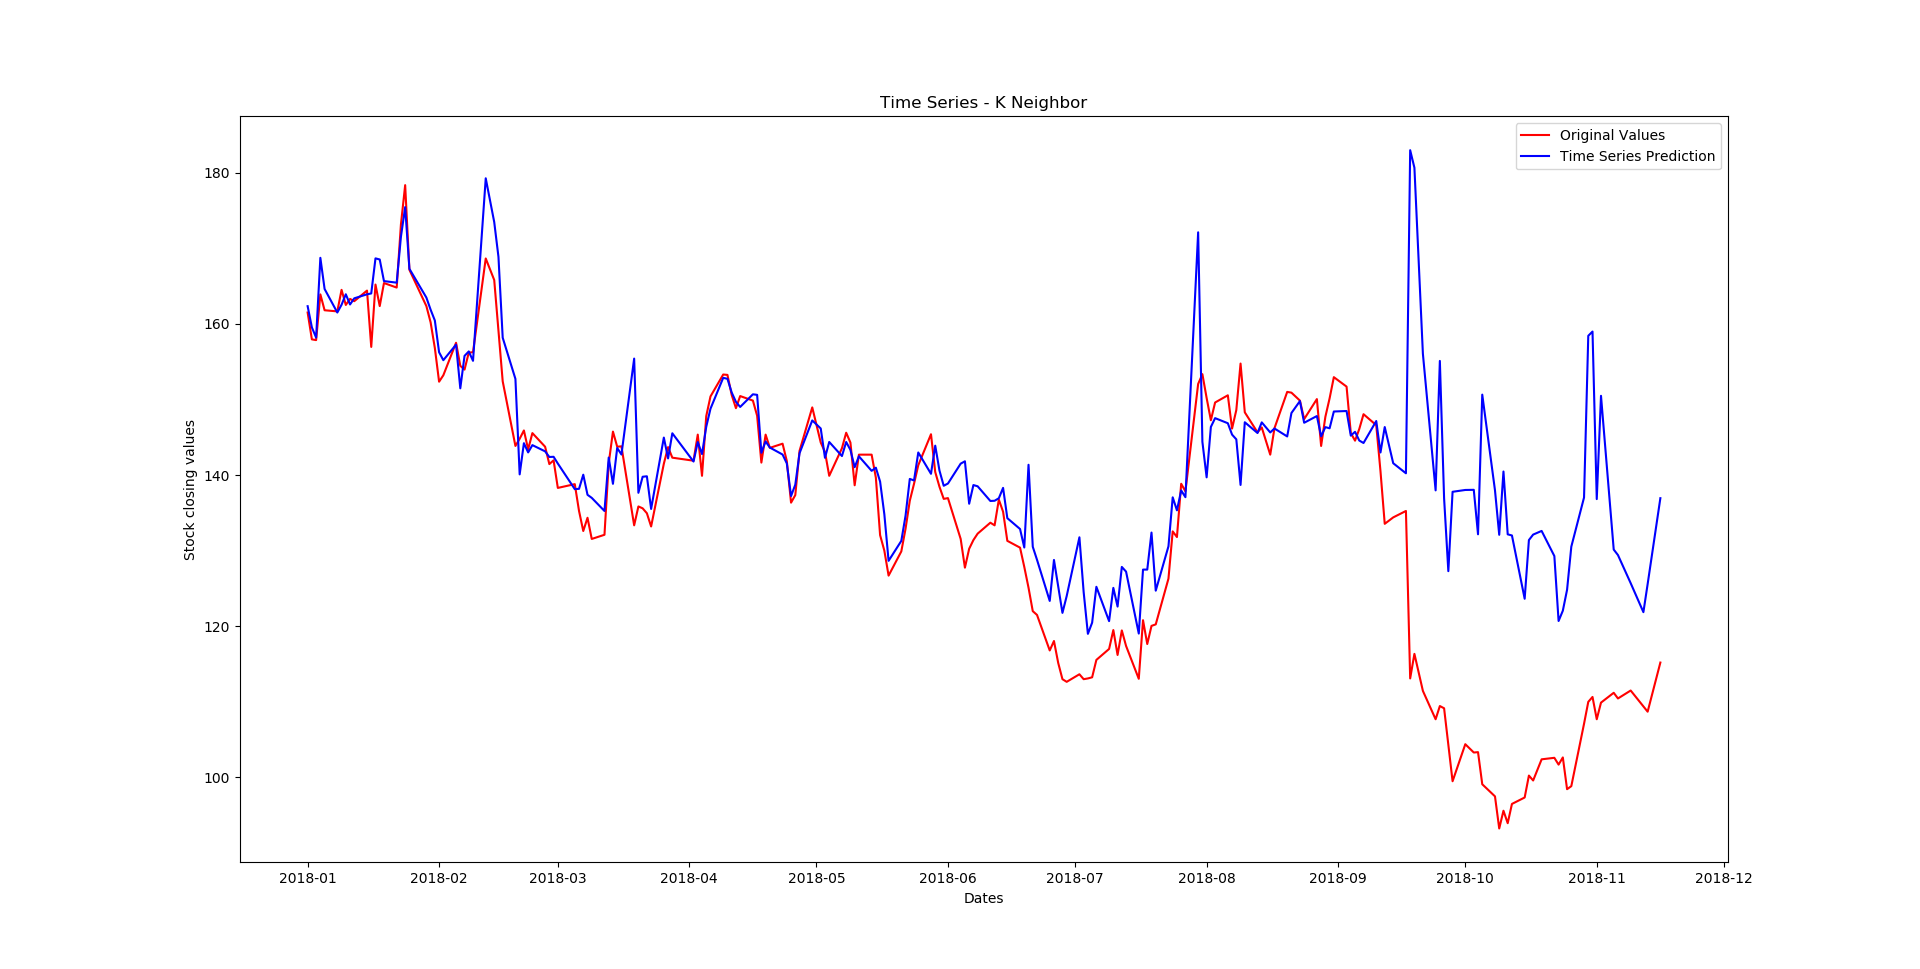 Time Series - K Neighbor
Original Values
Time Series Prediction
Stock closing values
180
160
140
120
100
2018-01 2018-02 2018-03 2018-04 2018-05 2018-06 2018-07 2018-08 2018-09 2018-10 2018-11 2018-12
Dates